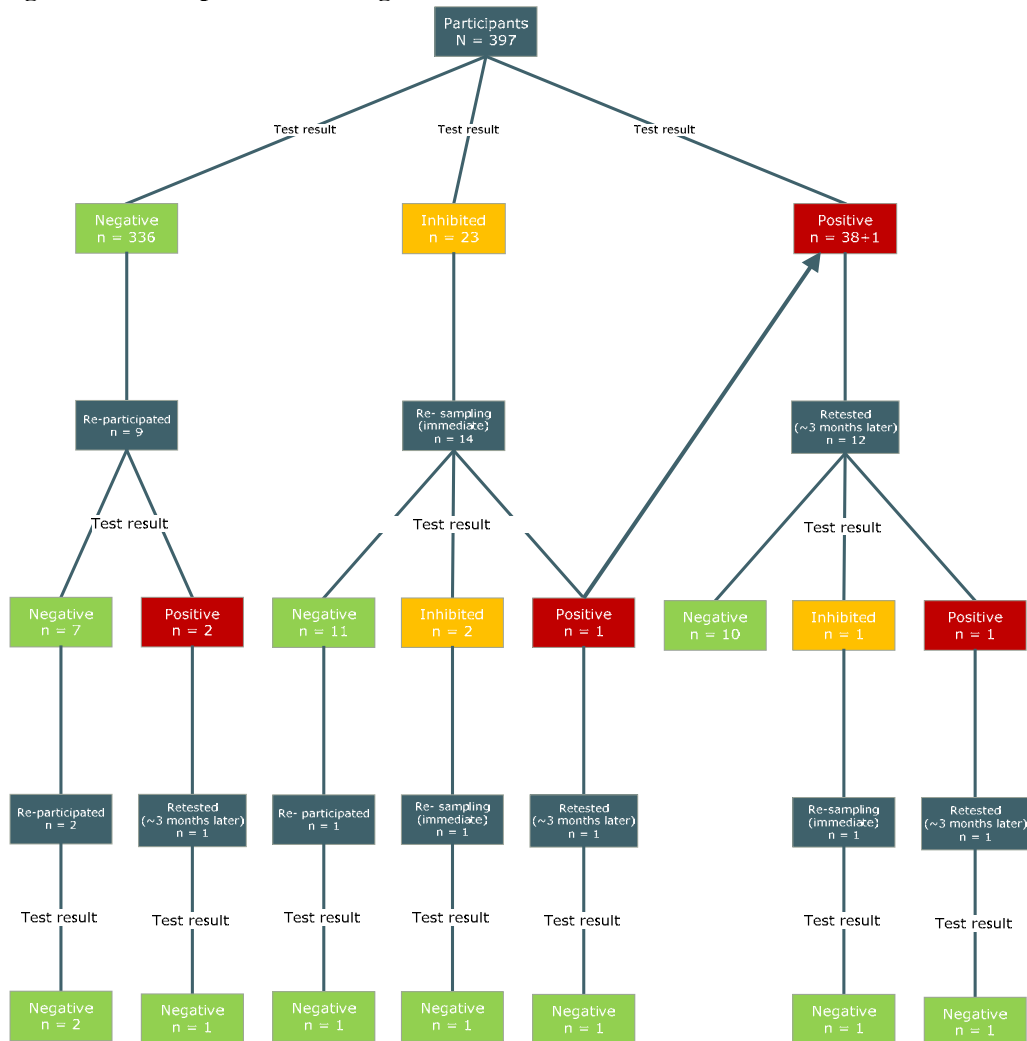 Participants
N = 397
Test result
Test result
Test result
Negative
n = 336
Inhibited
n = 23
Positive
n = 38+1
Re-participated
n = 9
Re- sampling
(immediate)
n = 14
Retested
(~3 months later)
n = 12
Test result
Test result
Test result
Negative
n = 7
Positive
n = 2
Negative
n = 11
Inhibited
n = 2
Positive
n = 1
Negative
n = 10
Inhibited
n = 1
Positive
n = 1
Re-participated
n = 2
Retested
(~3 months later)
n = 1
Re- participated
n = 1
Re- sampling
(immediate)
n = 1
Retested
(~3 months later)
n = 1
Re-sampling
(immediate)
n = 1
Retested
(~3 months later)
n = 1
Test result
Test result
Test result
Test result
Test result
Test result
Test result
Negative
n = 2
Negative
n = 1
Negative
n = 1
Negative
n = 1
Negative
n = 1
Negative
n = 1
Negative
n = 1